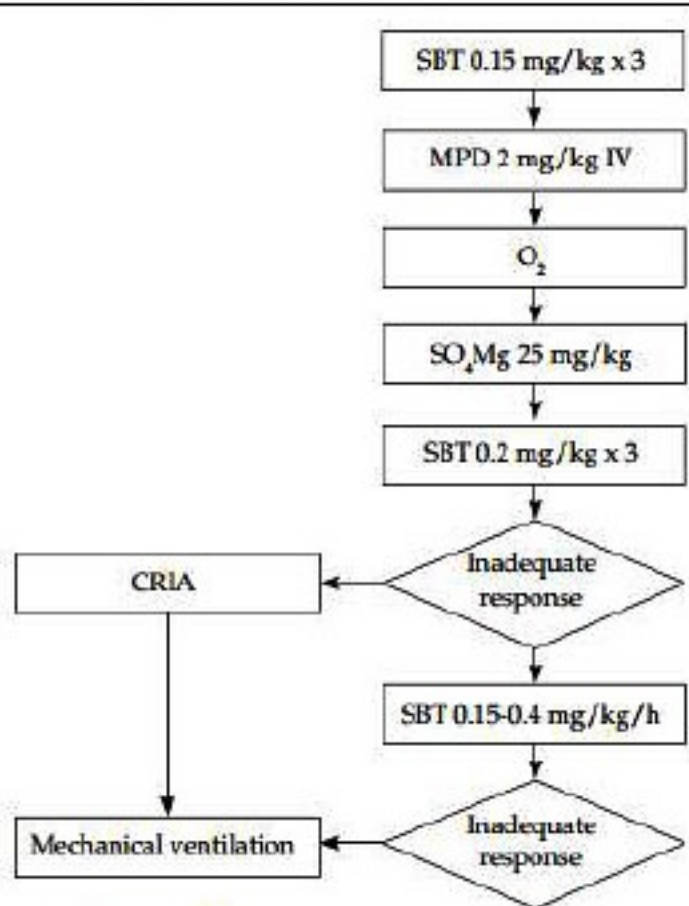 SBT 0.15 mg/kg x 3
MPD 2 mg/kg IV
O₂
SO₄Mg 25 mg/kg
SBT 0.2 mg/kg x 3
Inadequate
response
CRIA
SBT 0.15-0.4 mg/kg/h
Inadequate
response
Mechanical ventilation